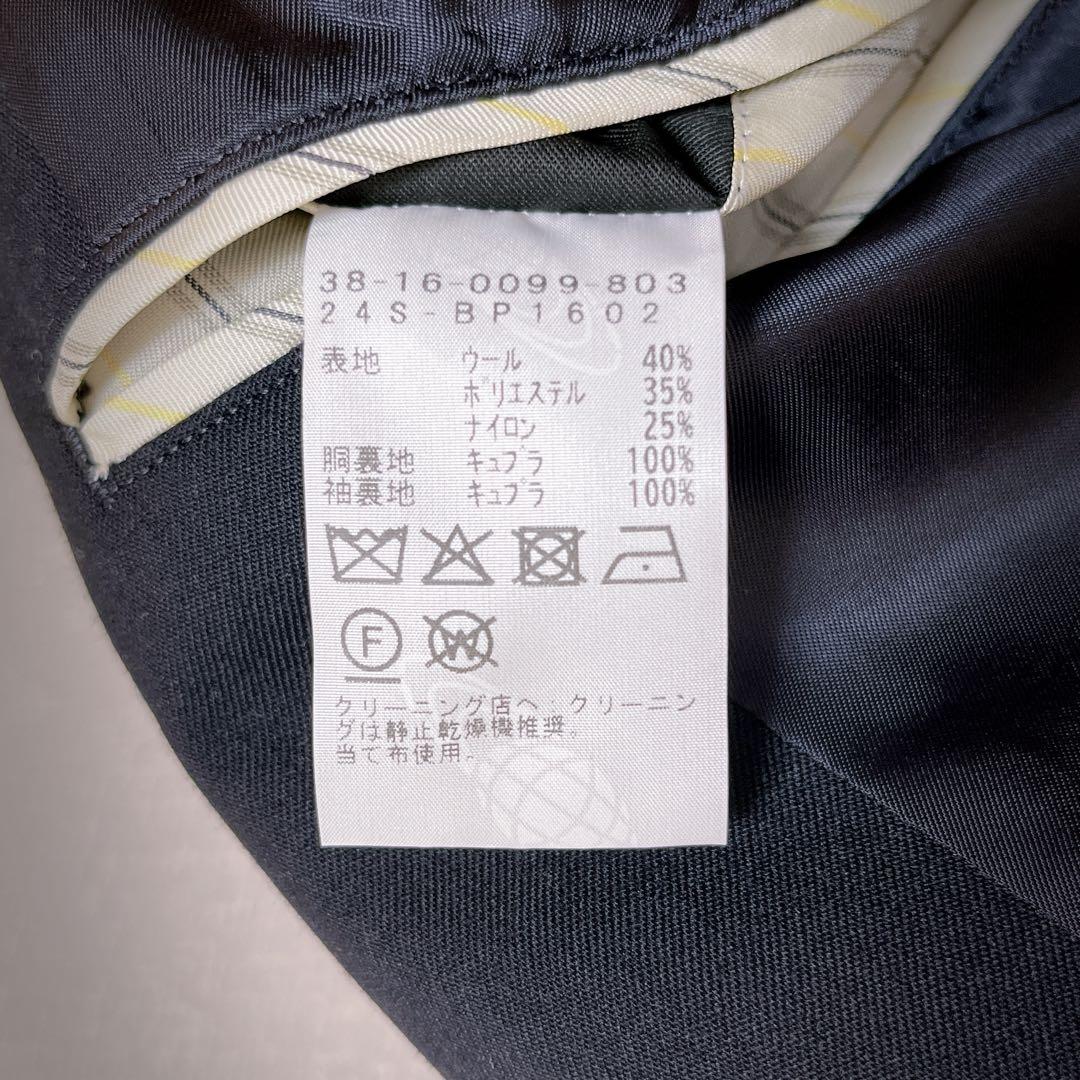 38-16-0099-803
24S-BP1602
表地 ウール 40%
ポリエステル 35%
ナイロン 25%
胴裏地 キュプラ 100%
袖裏地 キュプラ 100%
F W
クリーニング店へ:クリーニン
グは静止乾燥機推奨。
当て布使用。